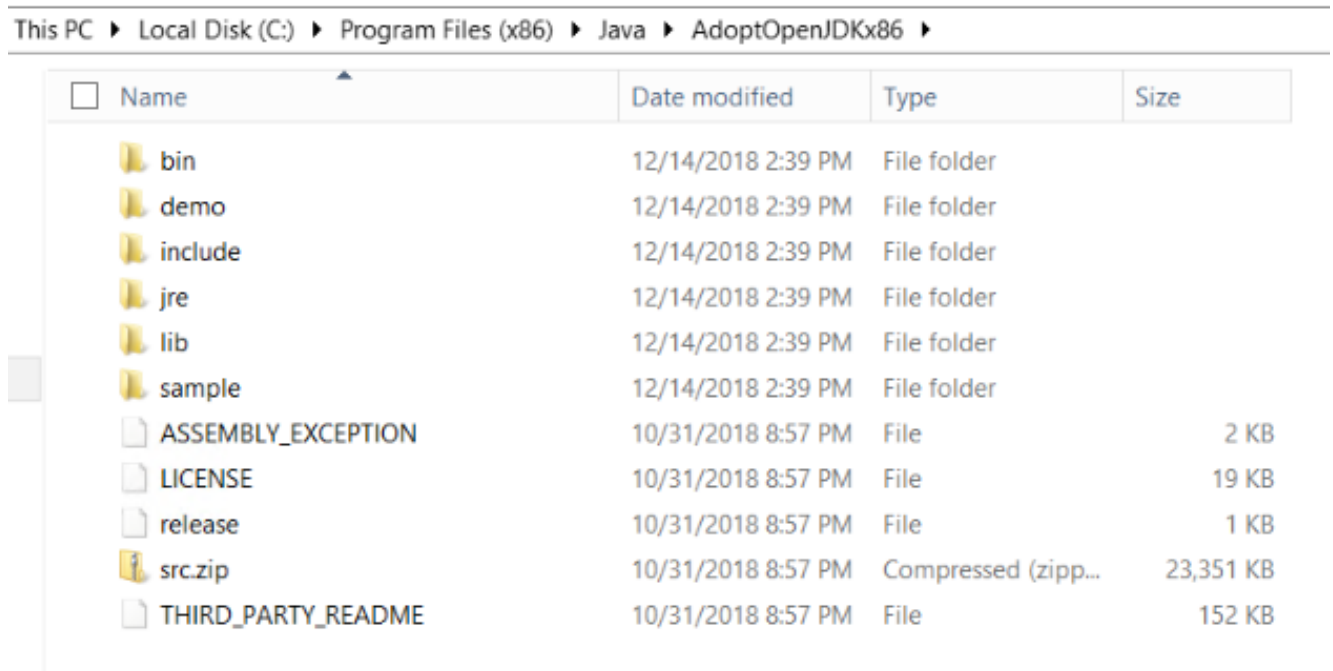 This PC ▸ Local Disk (C:) ▸ Program Files (x86) ▸ Java ▸ AdoptOpenJDKx86 ▸
Name Date modified Type Size
bin 12/14/2018 2:39 PM File folder
demo 12/14/2018 2:39 PM File folder
include 12/14/2018 2:39 PM File folder
jre 12/14/2018 2:39 PM File folder
lib 12/14/2018 2:39 PM File folder
sample 12/14/2018 2:39 PM File folder
ASSEMBLY_EXCEPTION 10/31/2018 8:57 PM File 2 KB
LICENSE 10/31/2018 8:57 PM File 19 KB
release 10/31/2018 8:57 PM File 1 KB
src.zip 10/31/2018 8:57 PM Compressed (zipp... 23,351 KB
THIRD_PARTY_README 10/31/2018 8:57 PM File 152 KB